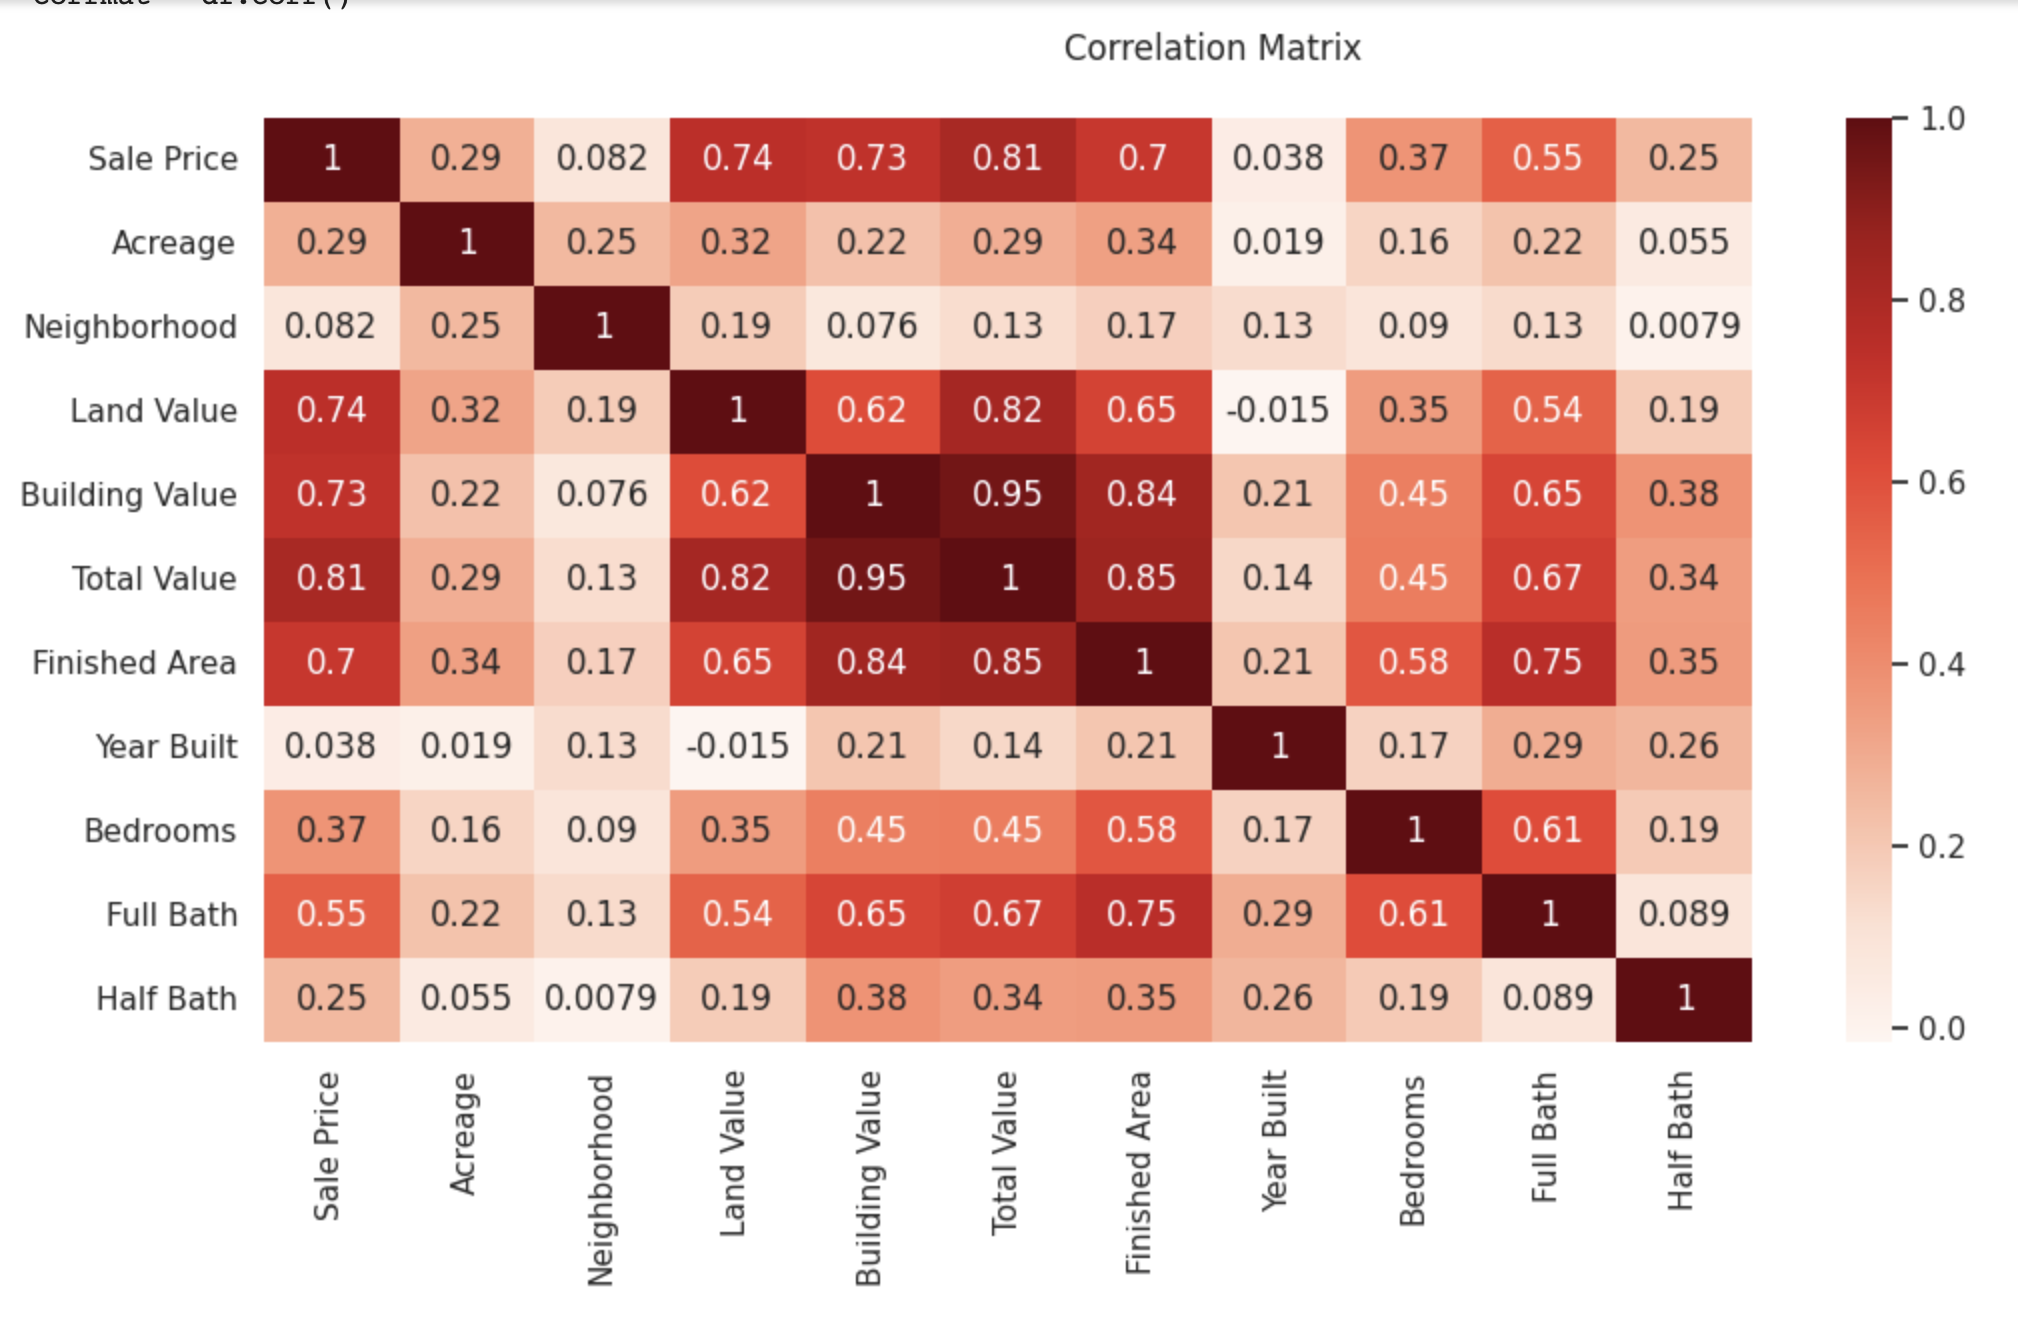 Correlation Matrix
Sale Price 1 0.29 0.082 0.74 0.73 0.81 0.7 0.038 0.37 0.55 0.25
Acreage 0.29 1 0.25 0.32 0.22 0.29 0.34 0.019 0.16 0.22 0.055
Neighborhood 0.082 0.25 1 0.19 0.076 0.13 0.17 0.13 0.09 0.13 0.0079
Land Value 0.74 0.32 0.19 1 0.62 0.82 0.65 -0.015 0.35 0.54 0.19
Building Value 0.73 0.22 0.076 0.62 1 0.95 0.84 0.21 0.45 0.65 0.38
Total Value 0.81 0.29 0.13 0.82 0.95 1 0.85 0.14 0.45 0.67 0.34
Finished Area 0.7 0.34 0.17 0.65 0.84 0.85 1 0.21 0.58 0.75 0.35
Year Built 0.038 0.019 0.13 -0.015 0.21 0.14 0.21 1 0.17 0.29 0.26
Bedrooms 0.37 0.16 0.09 0.35 0.45 0.45 0.58 0.17 1 0.61 0.19
Full Bath 0.55 0.22 0.13 0.54 0.65 0.67 0.75 0.29 0.61 1 0.089
Half Bath 0.25 0.055 0.0079 0.19 0.38 0.34 0.35 0.26 0.19 0.089 1
Sale Price
Acreage
Neighborhood
Land Value
Building Value
Total Value
Finished Area
Year Built
Bedrooms
Full Bath
Half Bath
1.0
0.8
0.6
0.4
0.2
0.0